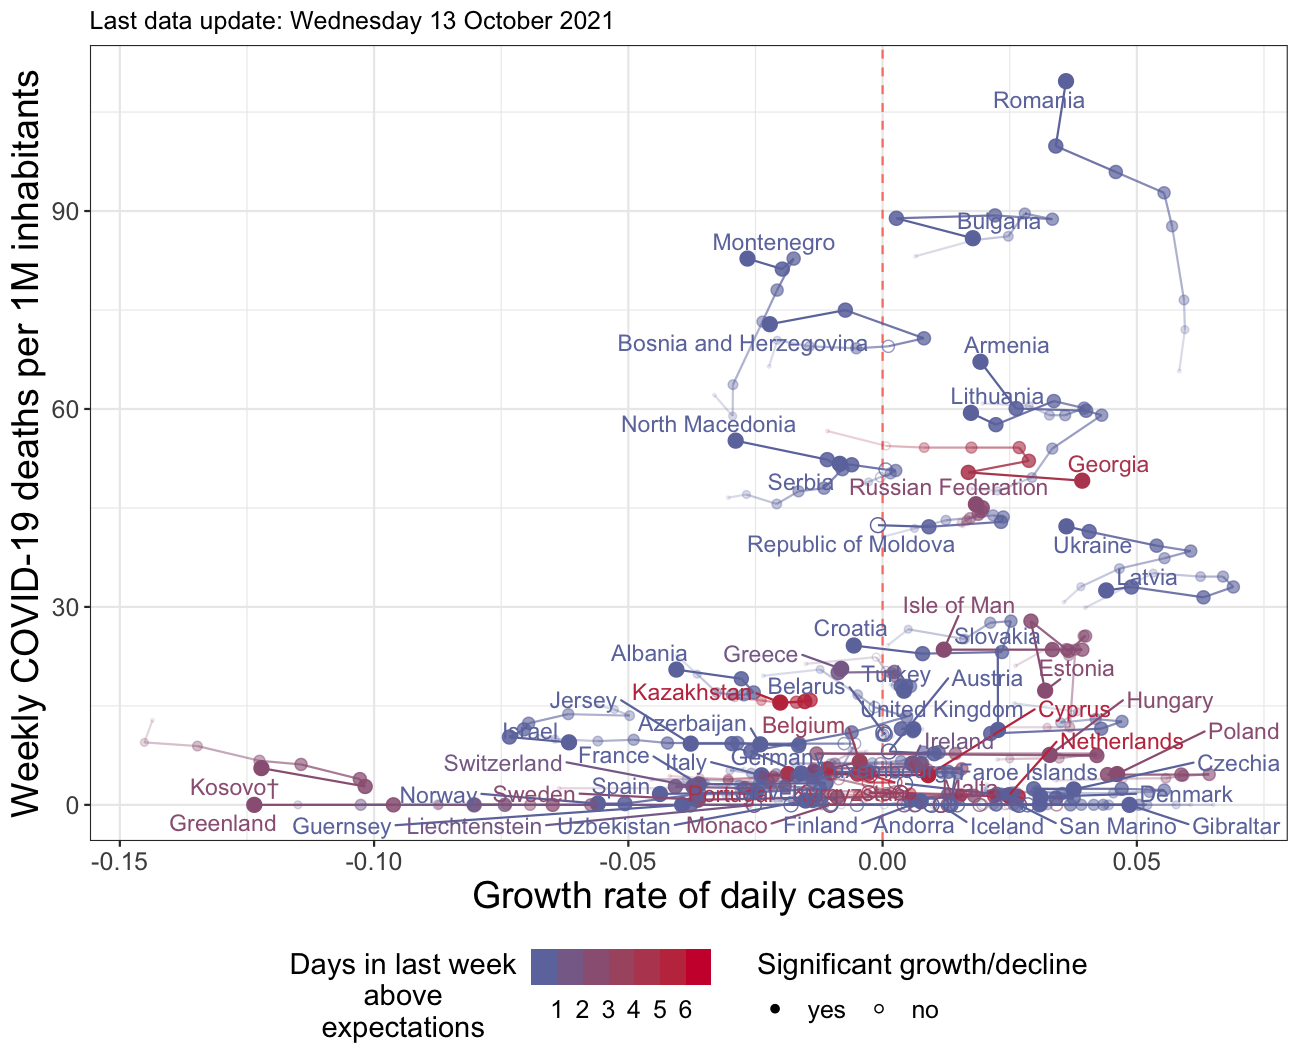 Last data update: Wednesday 13 October 2021
Weekly COVID-19 deaths per 1M inhabitants
90
60
30
0
Romania
Bulgaria
Montenegro
Bosnia and Herzegovina
Armenia
Lithuania
North Macedonia
Georgia
Serbia
Russian Federation
Republic of Moldova
Ukraine
Latvia
Isle of Man
Croatia
Slovakia
Albania
Greece
Estonia
Turkey
Austria
Kazakhstan
Belarus
Jersey
Hungary
United Kingdom
Cyprus
Azerbaijan
Belgium
Israel
Poland
Ireland
Netherlands
France
Italy
Germany
Switzerland
Czechia
Faroe Islands
Kosovo†
Norway
Sweden
Spain
Portugal
Kyrgyzstan
Malta
Denmark
Greenland
Guernsey
Liechtenstein
Uzbekistan
Monaco
Finland
Andorra
Iceland
San Marino
Gibraltar
-0.15
-0.10
-0.05
0.00
0.05
Growth rate of daily cases
Days in last week
above
expectations
1 2 3 4 5 6
Significant growth/decline
yes
no